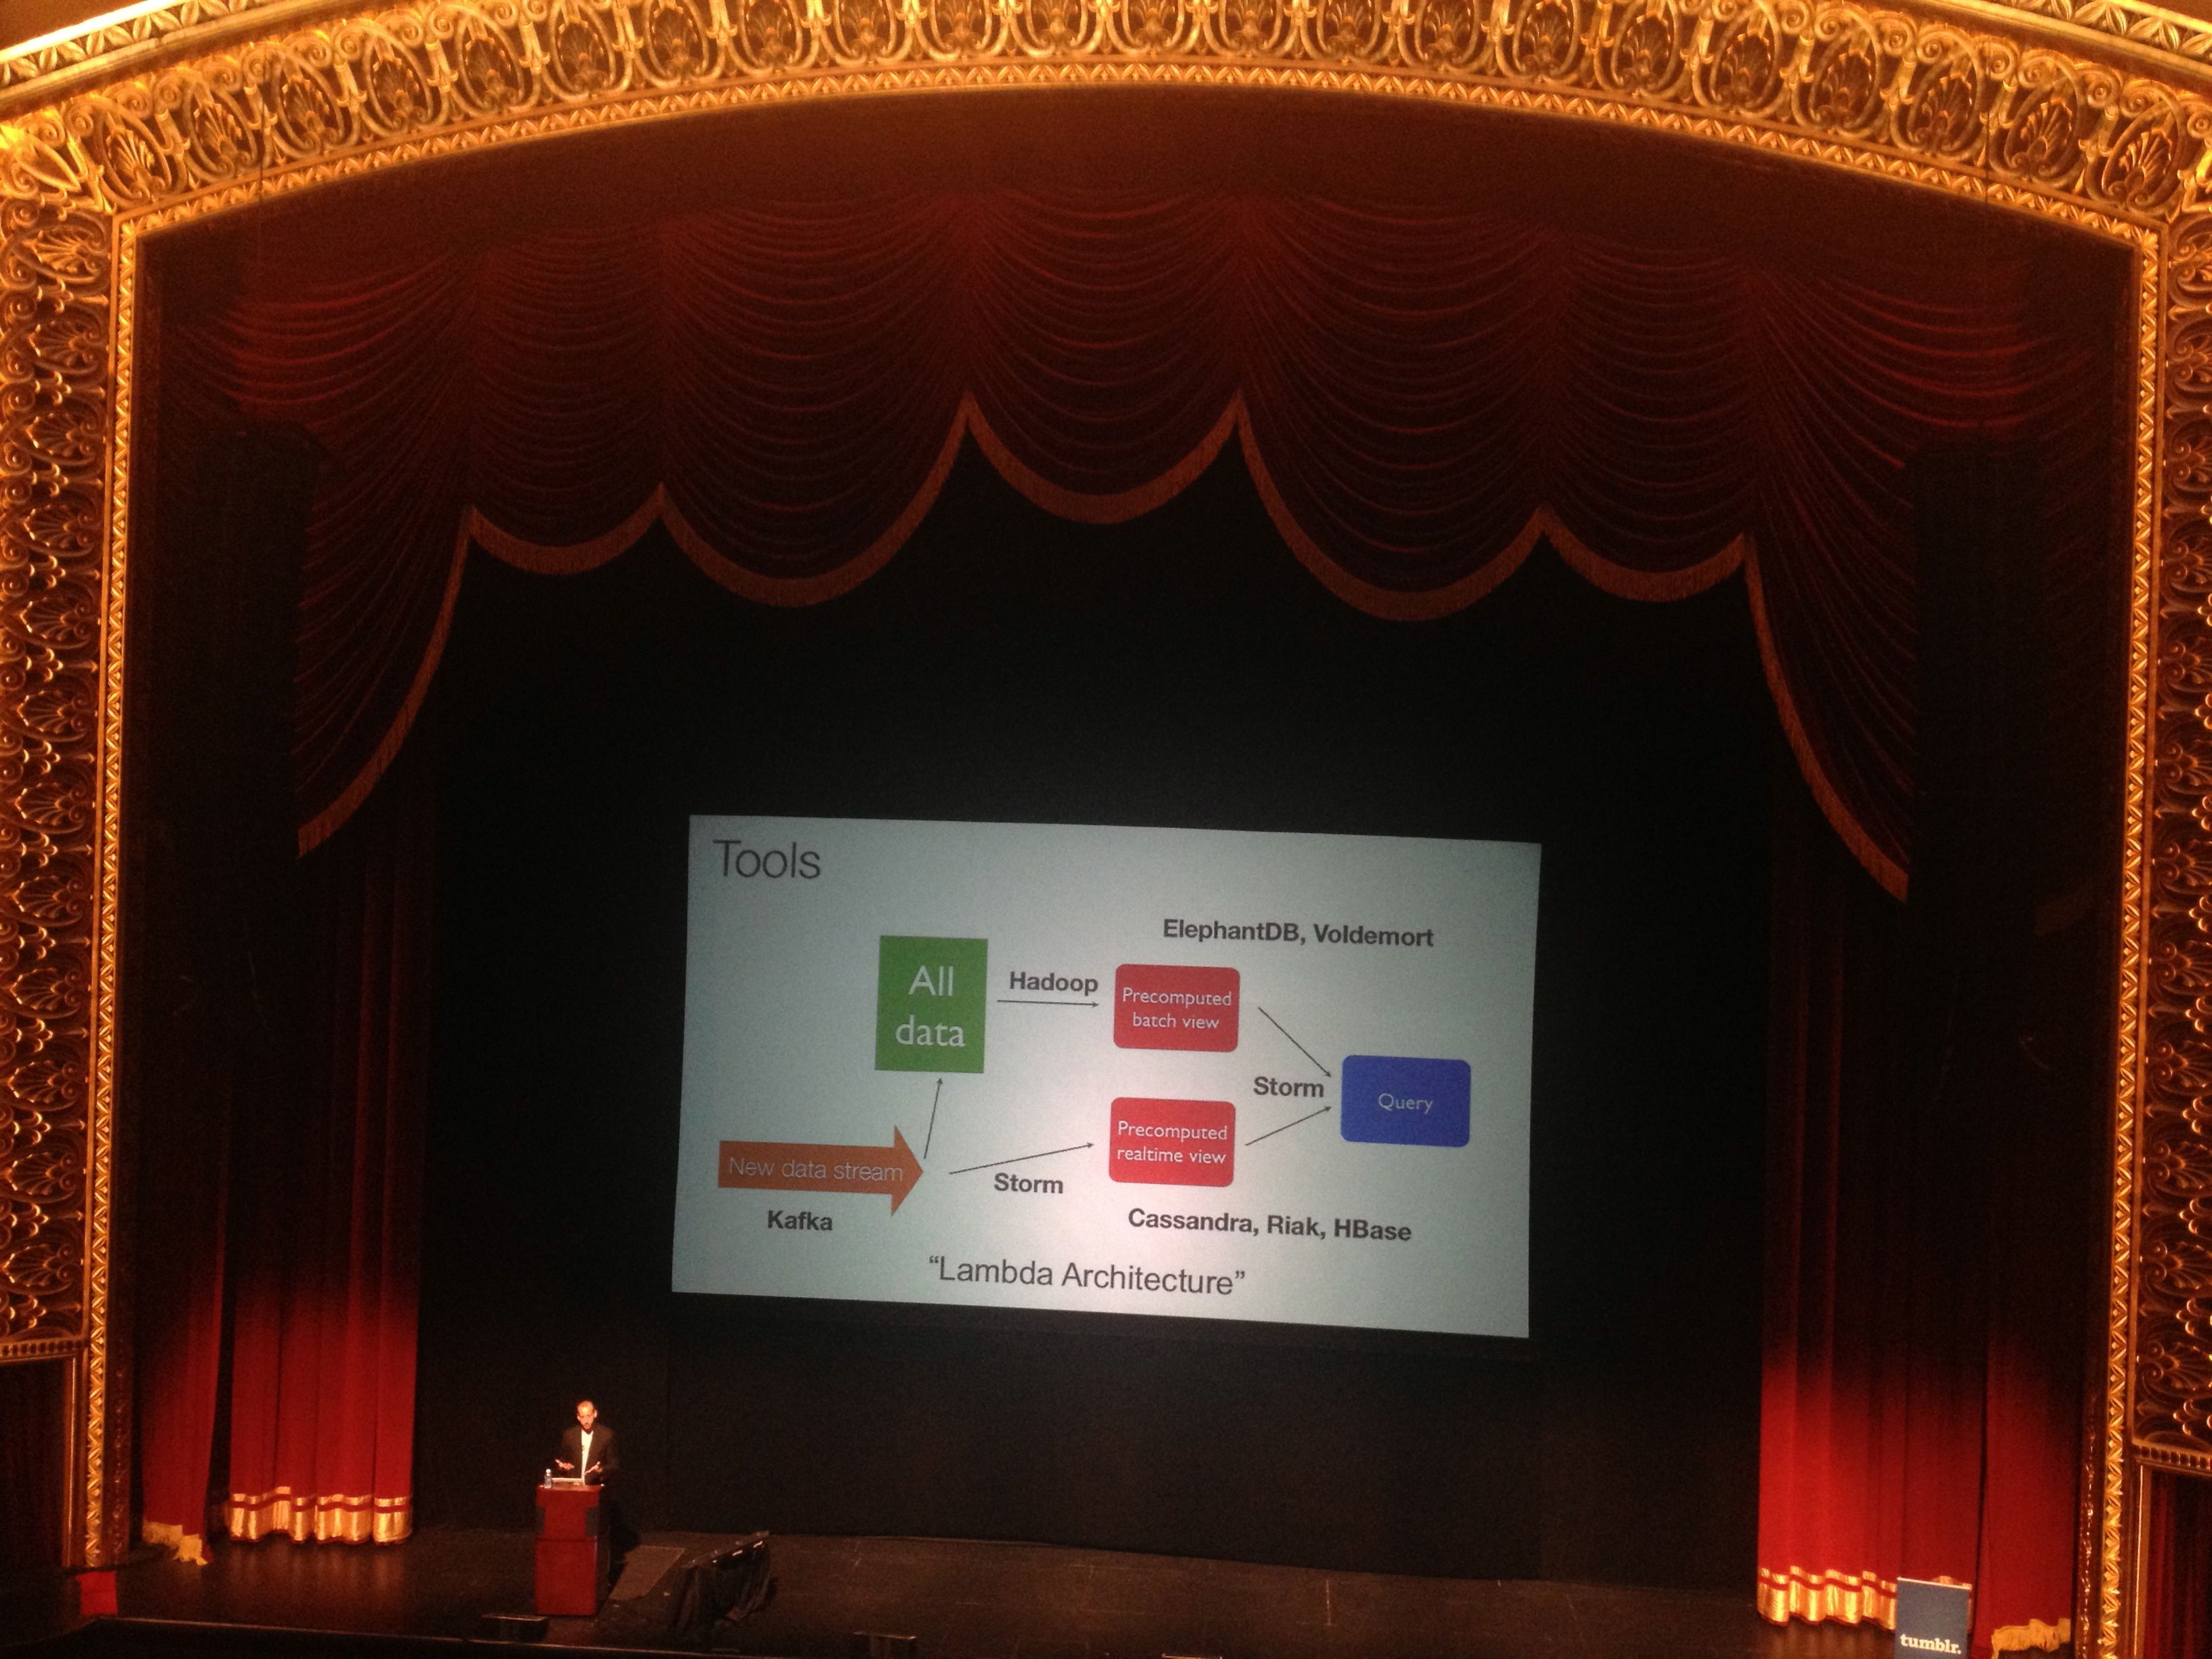 Tools
ElephantDB, Voldemort
All
data
Hadoop
Precomputed
batch view
Storm
Query
Precomputed
realtime view
New data stream
Storm
Kafka
Cassandra, Riak, HBase
“Lambda Architecture”
tumblr.